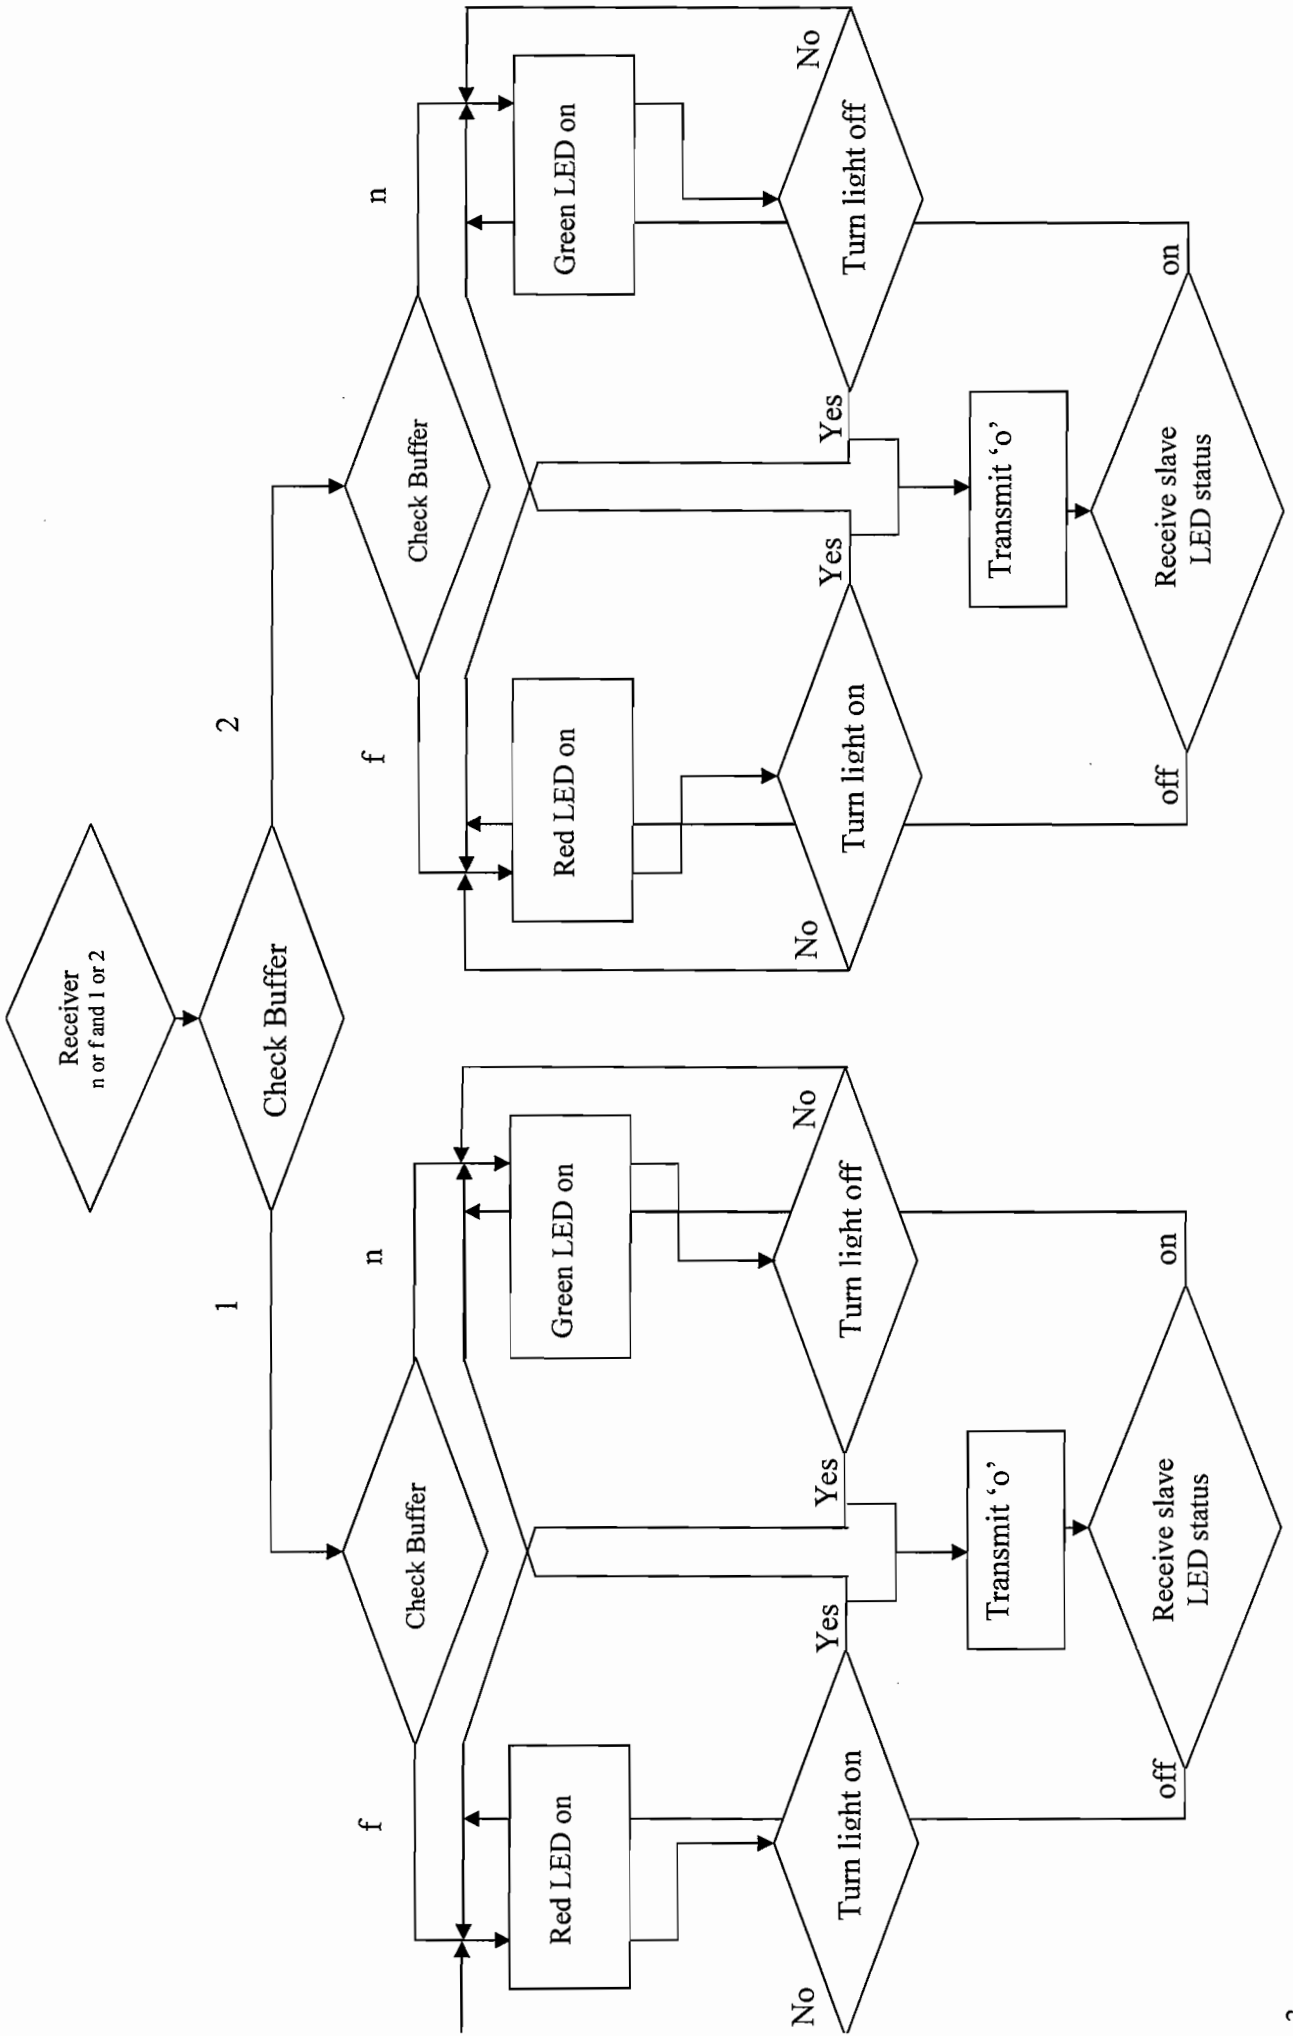 Receiver
n or f and 1 or 2
Check Buffer
1
2
Check Buffer
f
n
Red LED on
Green LED on
No
Turn light on
Yes
Yes
Turn light off
No
Transmit ‘o’
Receive slave
LED status
off
on
Check Buffer
f
n
Red LED on
Green LED on
No
Turn light on
Yes
Yes
Turn light off
No
Transmit ‘o’
Receive slave
LED status
off
on